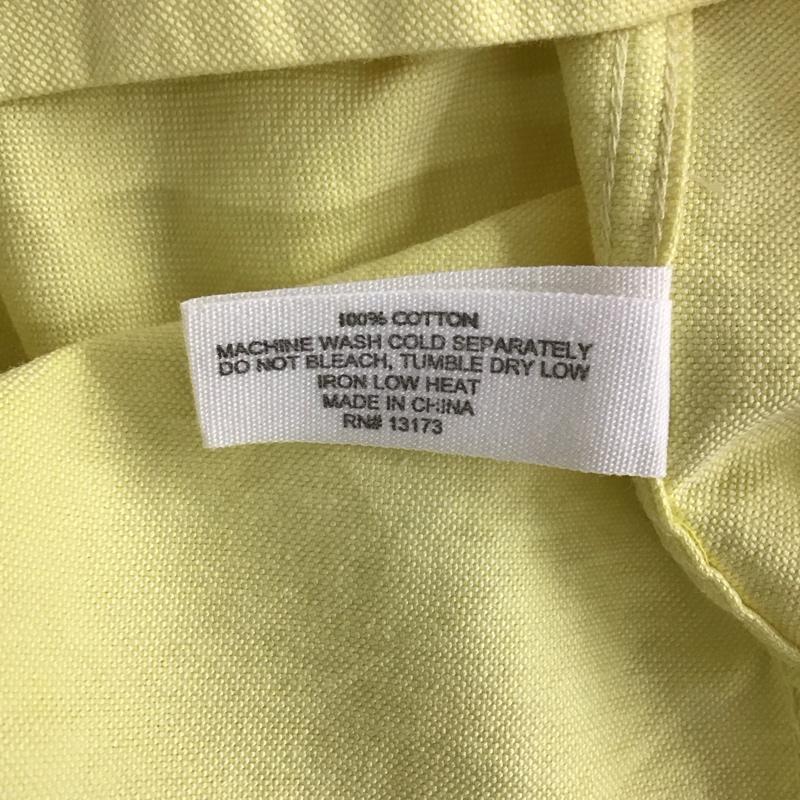 100% COTTON
MACHINE WASH COLD SEPARATELY
DO NOT BLEACH, TUMBLE DRY LOW
IRON LOW HEAT
MADE IN CHINA
RN# 13173